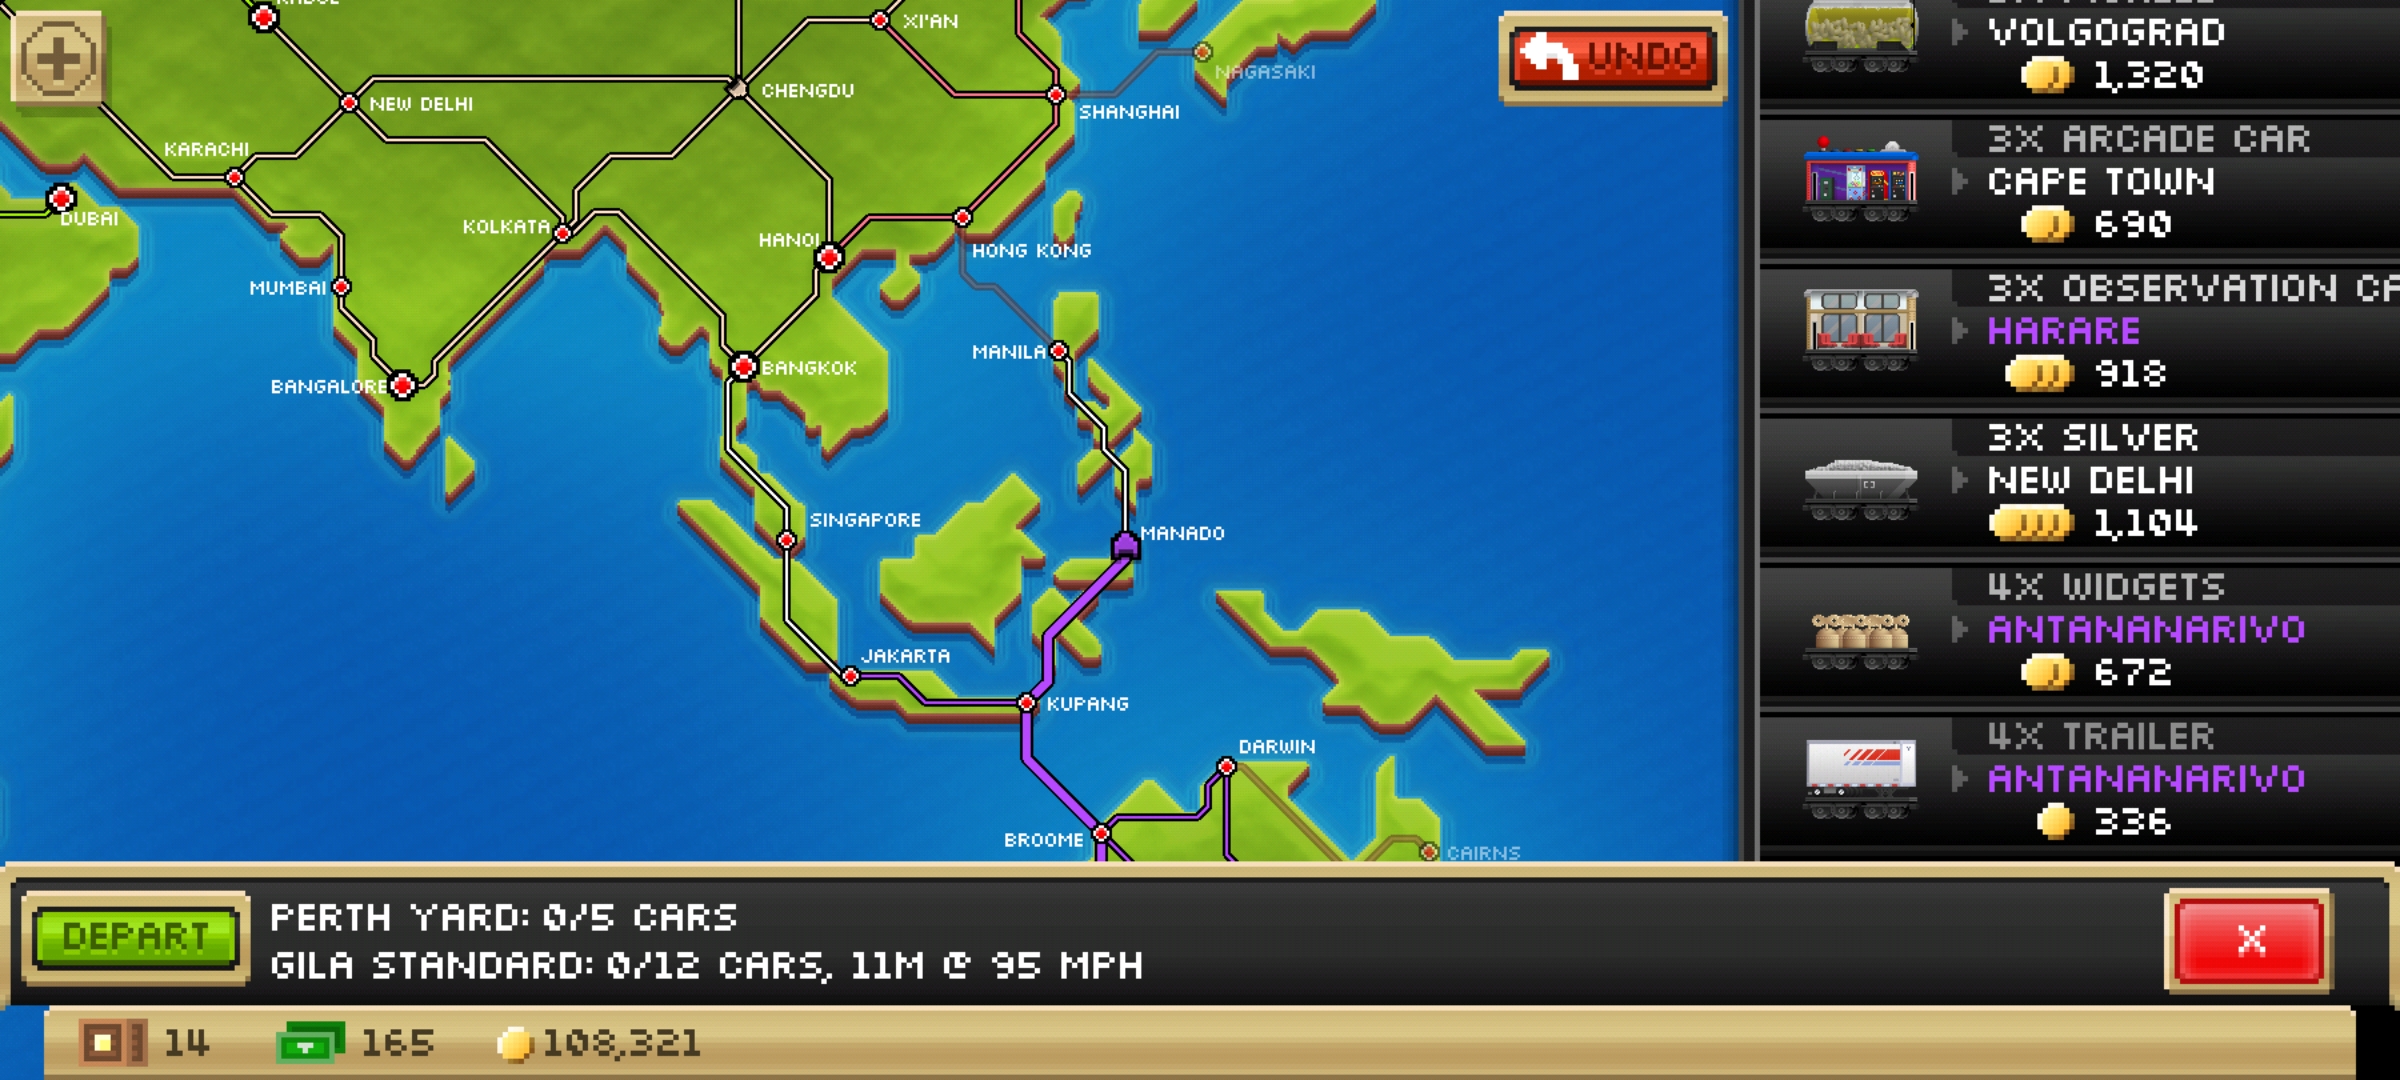 XI'AN
NAGASAKI
UNDO
CHENGDU
NEW DELHI
SHANGHAI
KARACHI
DUBAI
KOLKATA
HANOI
HONG KONG
MUMBAI
MANILA
BANGKOK
BANGALORE
SINGAPORE
MANADO
JAKARTA
KUPANG
DARWIN
BROOME
CAIRNS
VOLGOGRAD
1,320
3X ARCADE CAR
CAPE TOWN
690
3X OBSERVATION CA
HARARE
918
3X SILVER
NEW DELHI
1,104
4X WIDGETS
ANTANANARIVO
672
4X TRAILER
ANTANANARIVO
336
DEPART
PERTH YARD: 0/5 CARS
GILA STANDARD: 0/12 CARS, 11M @ 95 MPH
X
14
165
108,321